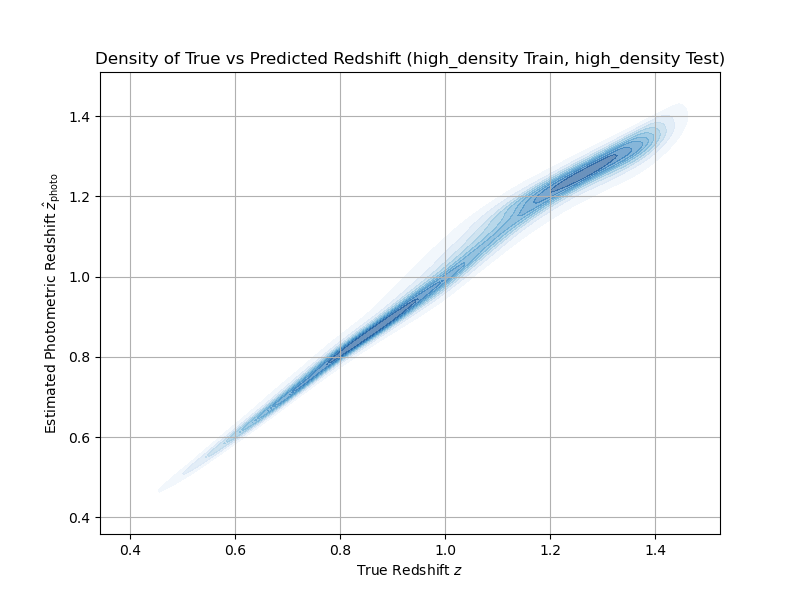 Density of True vs Predicted Redshift (high_density Train, high_density Test)
1.4
1.2
1.0
0.8
0.6
0.4
Estimated Photometric Redshift ẑ_photo
0.4 0.6 0.8 1.0 1.2 1.4
True Redshift z